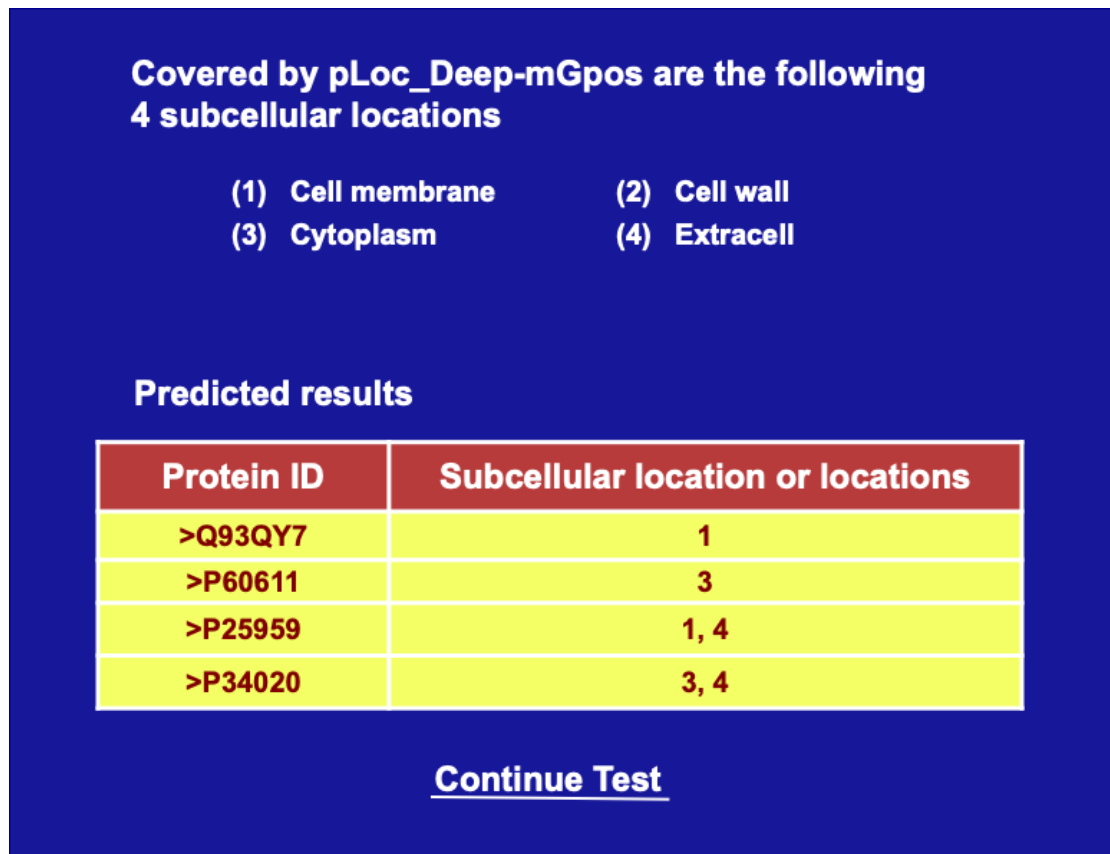 Covered by pLoc_Deep-mGpos are the following
4 subcellular locations
(1) Cell membrane (2) Cell wall
(3) Cytoplasm (4) Extracell
Predicted results
Protein ID Subcellular location or locations
>Q93QY7 1
>P60611 3
>P25959 1, 4
>P34020 3, 4
Continue Test